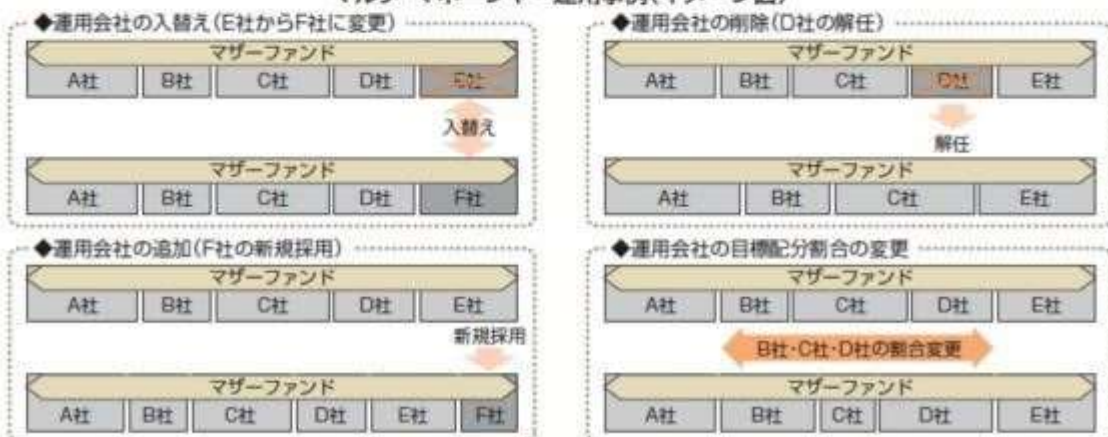 ◆運用会社の入替え(E社からF社に変更)
マザーファンド
A社 B社 C社 D社 E社
入替え
マザーファンド
A社 B社 C社 D社 F社
◆運用会社の削除(D社の解任)
マザーファンド
A社 B社 C社 D社 E社
解任
マザーファンド
A社 B社 C社 E社
◆運用会社の追加(F社の新規採用)
マザーファンド
A社 B社 C社 D社 E社
新規採用
マザーファンド
A社 B社 C社 D社 E社 F社
◆運用会社の目標配分割合の変更
マザーファンド
A社 B社 C社 D社 E社
B社・C社・D社の割合変更
マザーファンド
A社 B社 C社 D社 E社